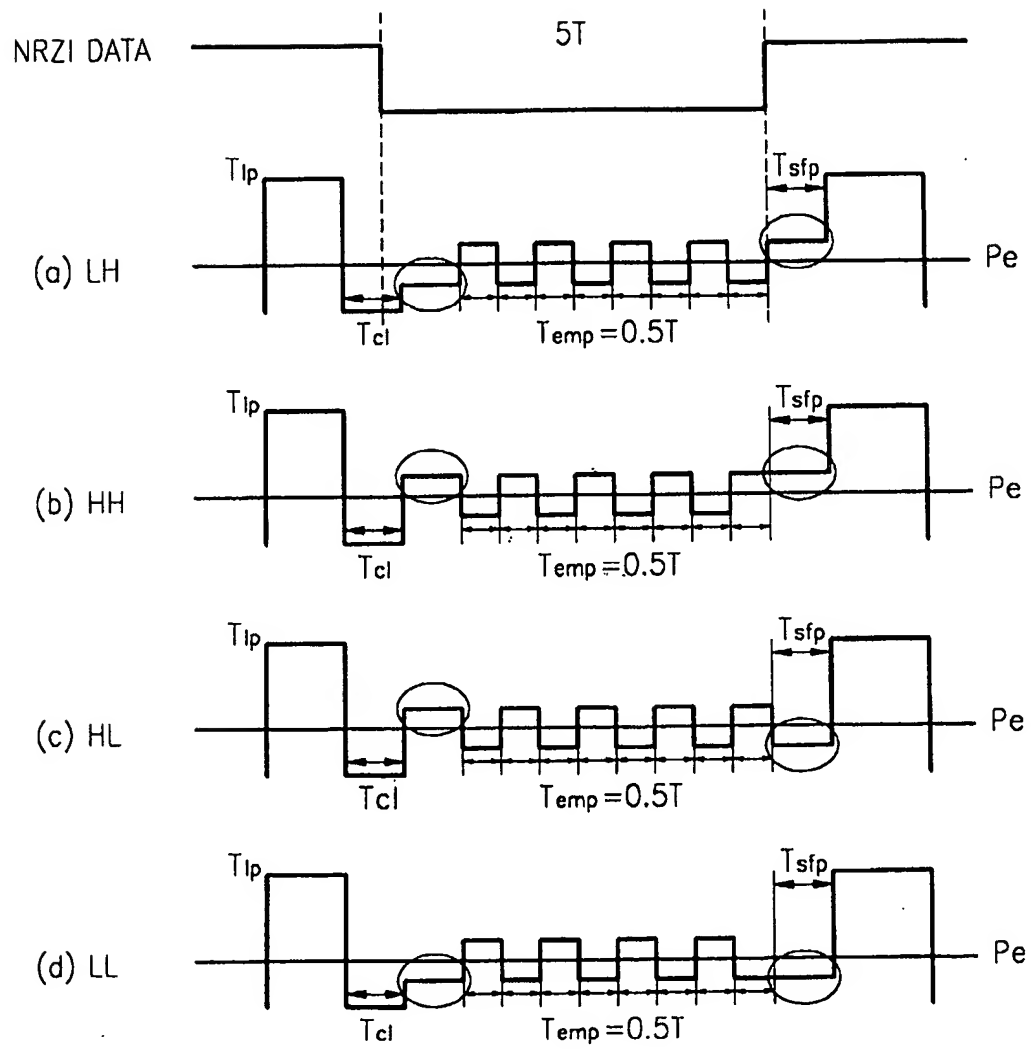 NRZI DATA 5T
Tlp Tsfp
(a) LH Pe
Tcl Temp=0.5T
Tlp Tsfp
(b) HH Pe
Tcl Temp=0.5T
Tlp Tsfp
(c) HL Pe
Tcl Temp=0.5T
Tlp Tsfp
(d) LL Pe
Tcl Temp=0.5T